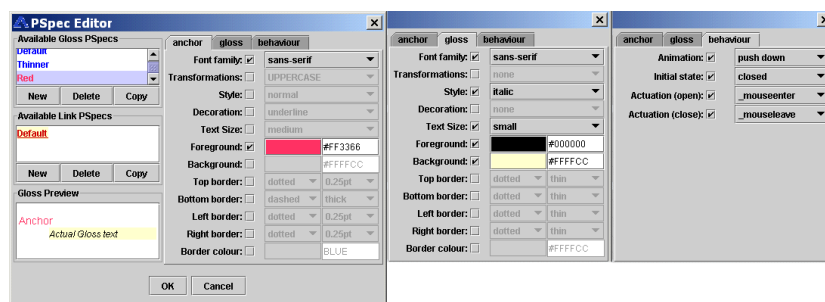 PSpec Editor
Available Gloss PSpecs
Default
Thinner
Red
New Delete Copy
Available Link PSpecs
Default
New Delete Copy
Gloss Preview
Anchor
Actual Gloss text
anchor gloss behaviour
Font family: sans-serif
Transformations: UPPERCASE
Style: normal
Decoration: underline
Text Size: medium
Foreground: #FF3366
Background: #FFFFCC
Top border: dotted 0.25pt
Bottom border: dashed thick
Left border: dotted 0.25pt
Right border: dotted 0.25pt
Border colour: BLUE
OK Cancel
anchor gloss behaviour
Font family: sans-serif
Transformations: none
Style: italic
Decoration: none
Text Size: small
Foreground: #000000
Background: #FFFFCC
Top border: dotted thin
Bottom border: dotted thin
Left border: dotted thin
Right border: dotted thin
Border colour: #FFFFCC
anchor gloss behaviour
Animation: push down
Initial state: closed
Actuation (open): _mouseenter
Actuation (close): _mouseleave